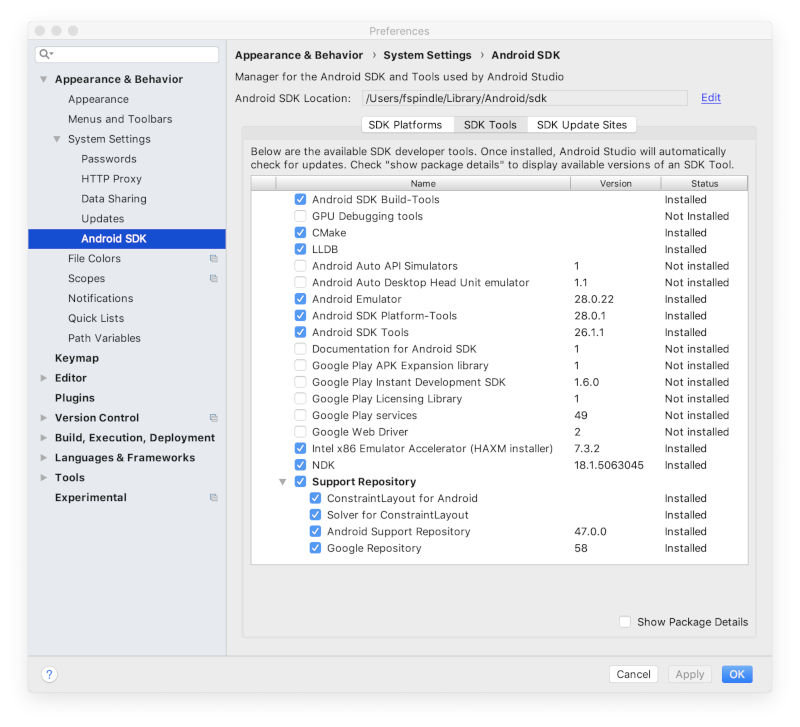 Preferences
Appearance & Behavior
Appearance
Menus and Toolbars
System Settings
Passwords
HTTP Proxy
Data Sharing
Updates
Android SDK
File Colors
Scopes
Notifications
Quick Lists
Path Variables
Keymap
Editor
Plugins
Version Control
Build, Execution, Deployment
Languages & Frameworks
Tools
Experimental
Appearance & Behavior › System Settings › Android SDK
Manager for the Android SDK and Tools used by Android Studio
Android SDK Location: /Users/fspindle/Library/Android/sdk Edit
SDK Platforms SDK Tools SDK Update Sites
Below are the available SDK developer tools. Once installed, Android Studio will automatically
check for updates. Check "show package details" to display available versions of an SDK Tool.
Name Version Status
Android SDK Build-Tools Installed
GPU Debugging tools Not Installed
CMake Installed
LLDB Installed
Android Auto API Simulators 1 Not installed
Android Auto Desktop Head Unit emulator 1.1 Not installed
Android Emulator 28.0.22 Installed
Android SDK Platform-Tools 28.0.1 Installed
Android SDK Tools 26.1.1 Installed
Documentation for Android SDK 1 Not installed
Google Play APK Expansion library 1 Not installed
Google Play Instant Development SDK 1.6.0 Not installed
Google Play Licensing Library 1 Not installed
Google Play services 49 Not installed
Google Web Driver 2 Not installed
Intel x86 Emulator Accelerator (HAXM installer) 7.3.2 Installed
NDK 18.1.5063045 Installed
Support Repository
ConstraintLayout for Android Installed
Solver for ConstraintLayout Installed
Android Support Repository 47.0.0 Installed
Google Repository 58 Installed
Show Package Details
? Cancel Apply OK